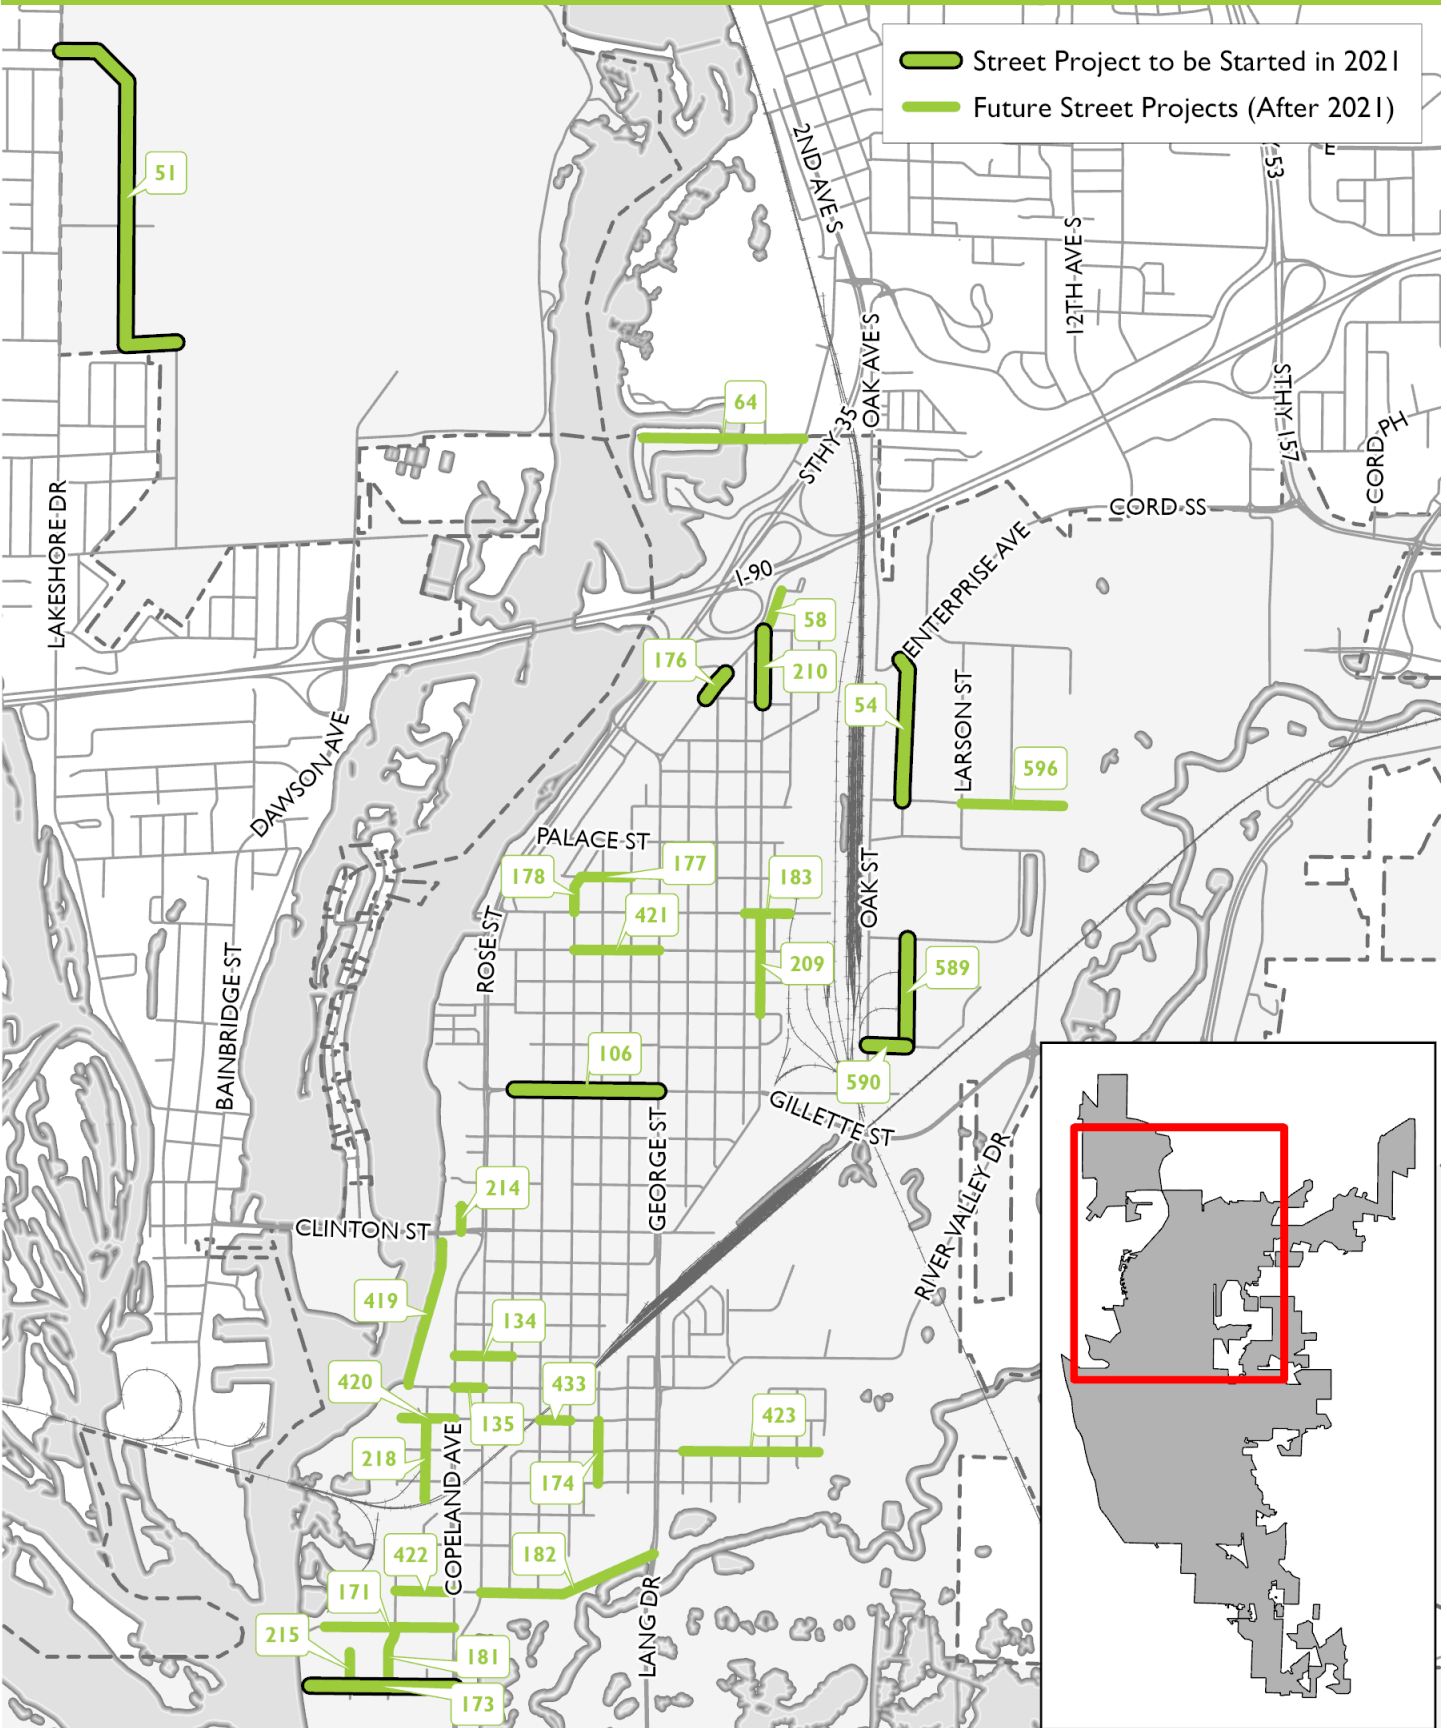 Street Project to be Started in 2021
Future Street Projects (After 2021)
2ND AVE S
53
E
51
12TH AVE S
OAK AVE S
64
STHY 35
STHY 157
CORD PH
LAKESHORE DR
CORD SS
ENTERPRISE AVE
I-90
58
176
210
54
LARSON ST
596
DAWSON AVE
PALACE ST
177
178
183
421
OAK ST
ROSE ST
209
589
BAINBRIDGE ST
106
590
GILLETTE ST
GEORGE ST
214
CLINTON ST
RIVER VALLEY DR
419
134
420
433
135
423
218
174
COPELAND AVE
422
182
171
LANG DR
215
181
173